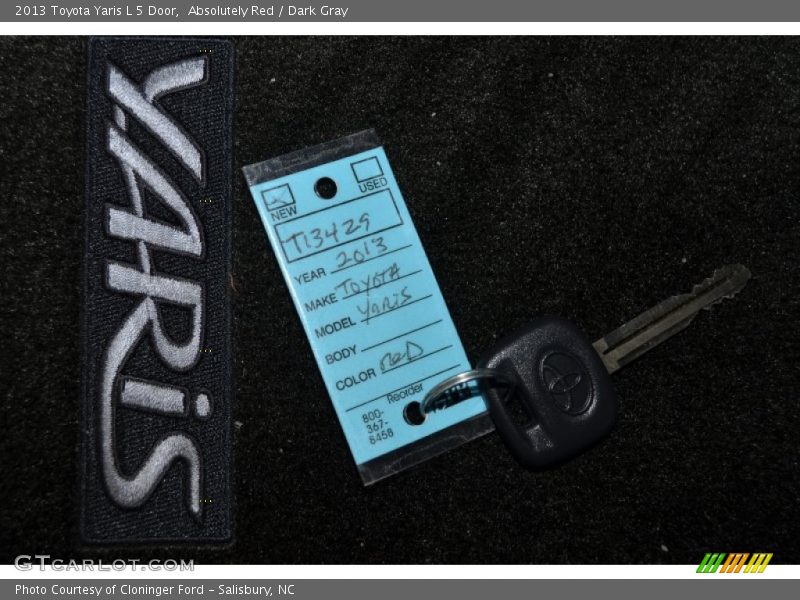 2013 Toyota Yaris L 5 Door, Absolutely Red / Dark Gray
YARiS
NEW
USED
T13429
YEAR 2013
MAKE TOYOTA
MODEL YARIS
BODY
COLOR RED
Reorder
800-
367-
6458
GTCARLOT.COM
Photo Courtesy of Cloninger Ford – Salisbury, NC